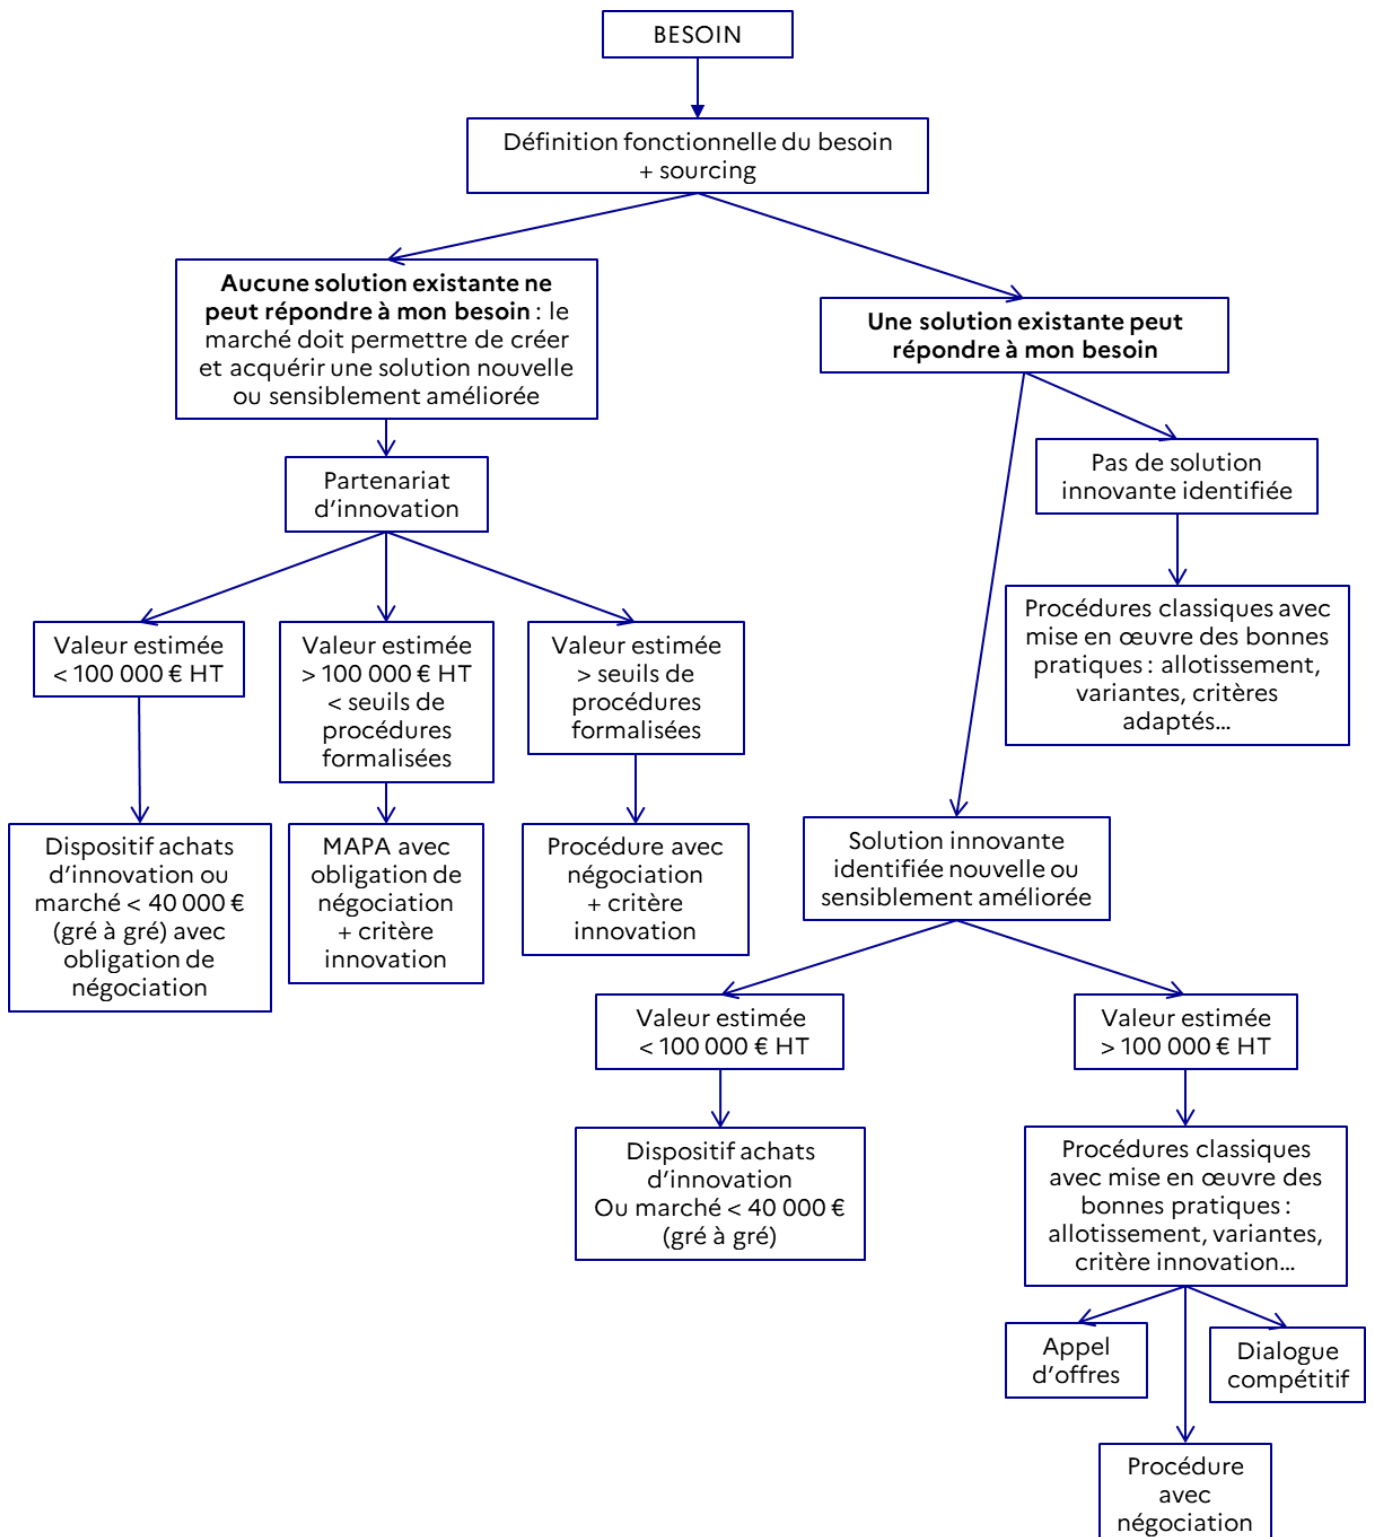 BESOIN
Définition fonctionnelle du besoin
+ sourcing
Aucune solution existante ne
peut répondre à mon besoin : le
marché doit permettre de créer
et acquérir une solution nouvelle
ou sensiblement améliorée
Une solution existante peut
répondre à mon besoin
Partenariat
d’innovation
Pas de solution
innovante identifiée
Valeur estimée
< 100 000 € HT
Valeur estimée
> 100 000 € HT
< seuils de
procédures
formalisées
Valeur estimée
> seuils de
procédures
formalisées
Procédures classiques avec
mise en œuvre des bonnes
pratiques : allotissement,
variantes, critères
adaptés…
Dispositif achats
d’innovation ou
marché < 40 000 €
(gré à gré) avec
obligation de
négociation
MAPA avec
obligation de
négociation
+ critère
innovation
Procédure avec
négociation
+ critère
innovation
Solution innovante
identifiée nouvelle ou
sensiblement améliorée
Valeur estimée
< 100 000 € HT
Valeur estimée
> 100 000 € HT
Dispositif achats
d’innovation
Ou marché < 40 000 €
(gré à gré)
Procédures classiques
avec mise en œuvre des
bonnes pratiques :
allotissement, variantes,
critère innovation…
Appel
d’offres
Dialogue
compétitif
Procédure
avec
négociation